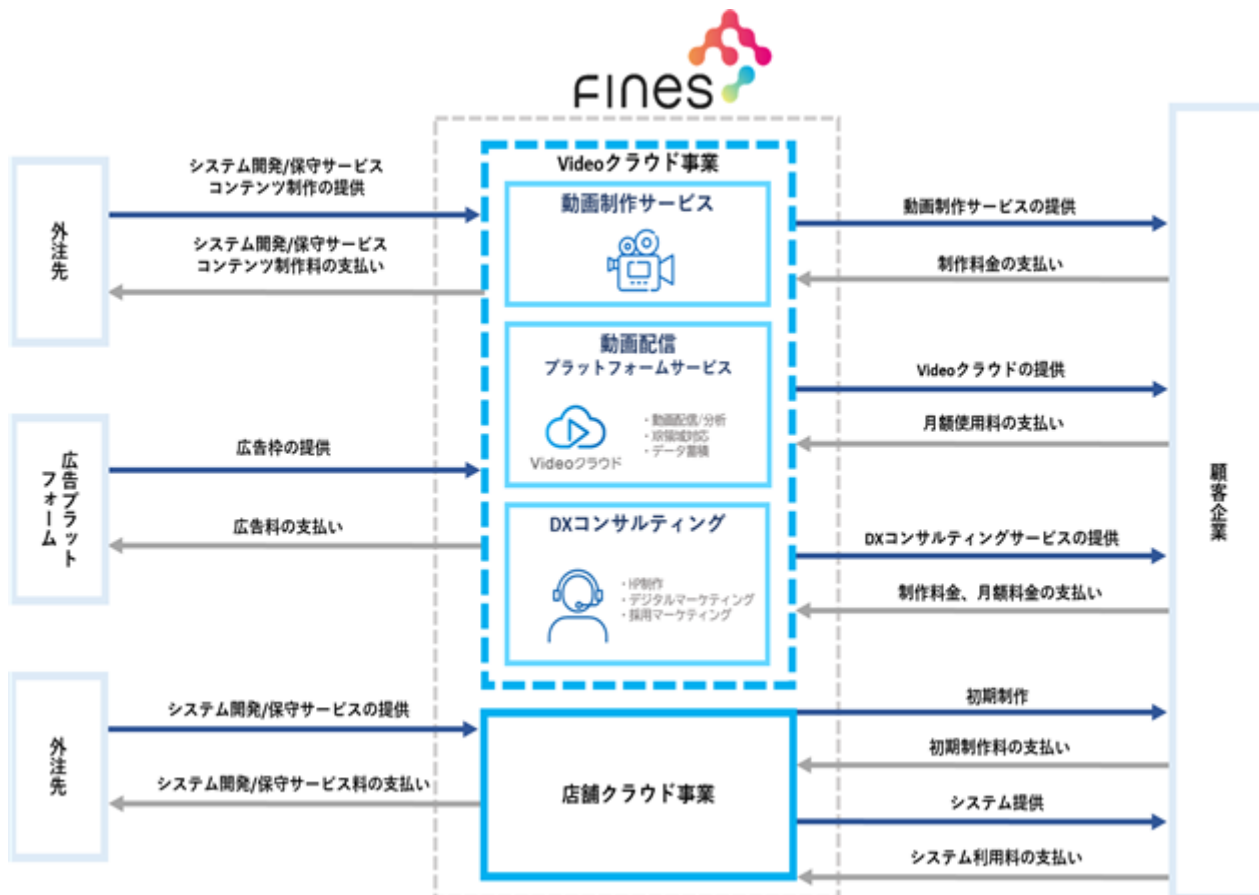 FINES
外注先
システム開発/保守サービス
コンテンツ制作の提供
システム開発/保守サービス
コンテンツ制作料の支払い
広告プラット
フォーム
広告枠の提供
広告料の支払い
外注先
システム開発/保守サービスの提供
システム開発/保守サービス料の支払い
Videoクラウド事業
動画制作サービス
動画配信
プラットフォームサービス
Videoクラウド
・動画配信/分析
・XR領域対応
・データ蓄積
DXコンサルティング
・HP制作
・デジタルマーケティング
・採用マーケティング
店舗クラウド事業
動画制作サービスの提供
制作料金の支払い
Videoクラウドの提供
月額使用料の支払い
DXコンサルティングサービスの提供
制作料金、月額料金の支払い
初期制作
初期制作料の支払い
システム提供
システム利用料の支払い
顧客企業